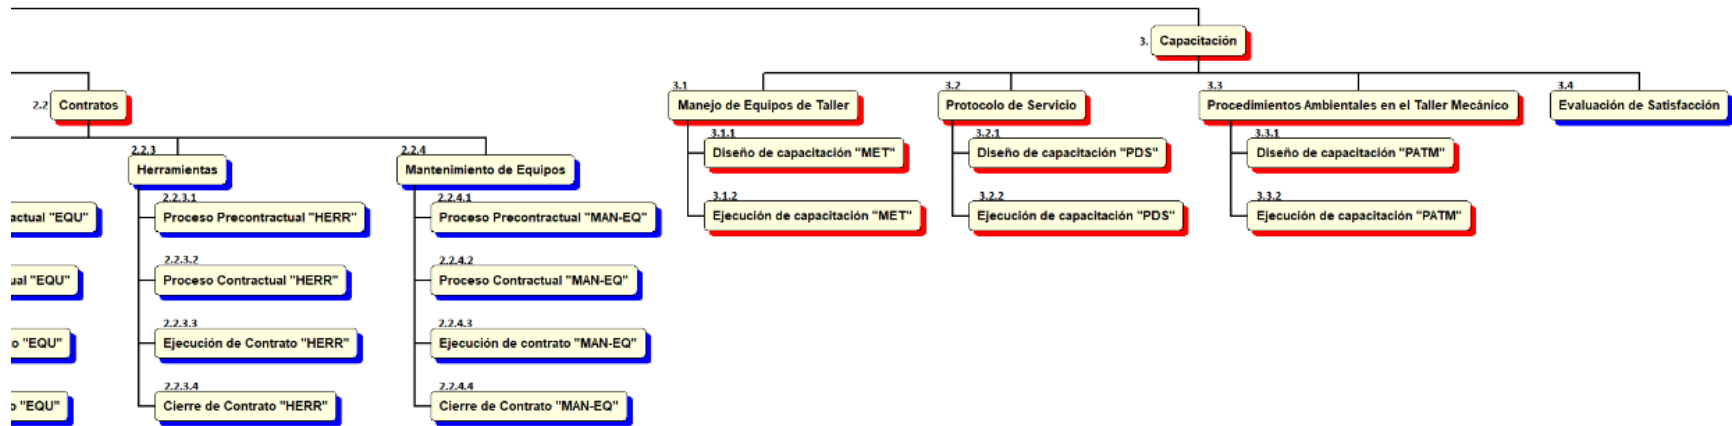 3. Capacitación
2.2 Contratos
2.2.3
Herramientas
2.2.3.1
Proceso Precontractual "HERR"
2.2.3.2
Proceso Contractual "HERR"
2.2.3.3
Ejecución de Contrato "HERR"
2.2.3.4
Cierre de Contrato "HERR"
2.2.4
Mantenimiento de Equipos
2.2.4.1
Proceso Precontractual "MAN-EQ"
2.2.4.2
Proceso Contractual "MAN-EQ"
2.2.4.3
Ejecución de contrato "MAN-EQ"
2.2.4.4
Cierre de Contrato "MAN-EQ"
"EQU"
"EQU"
"EQU"
"EQU"
3.1
Manejo de Equipos de Taller
3.1.1
Diseño de capacitación "MET"
3.1.2
Ejecución de capacitación "MET"
3.2
Protocolo de Servicio
3.2.1
Diseño de capacitación "PDS"
3.2.2
Ejecución de capacitación "PDS"
3.3
Procedimientos Ambientales en el Taller Mecánico
3.3.1
Diseño de capacitación "PATM"
3.3.2
Ejecución de capacitación "PATM"
3.4
Evaluación de Satisfacción